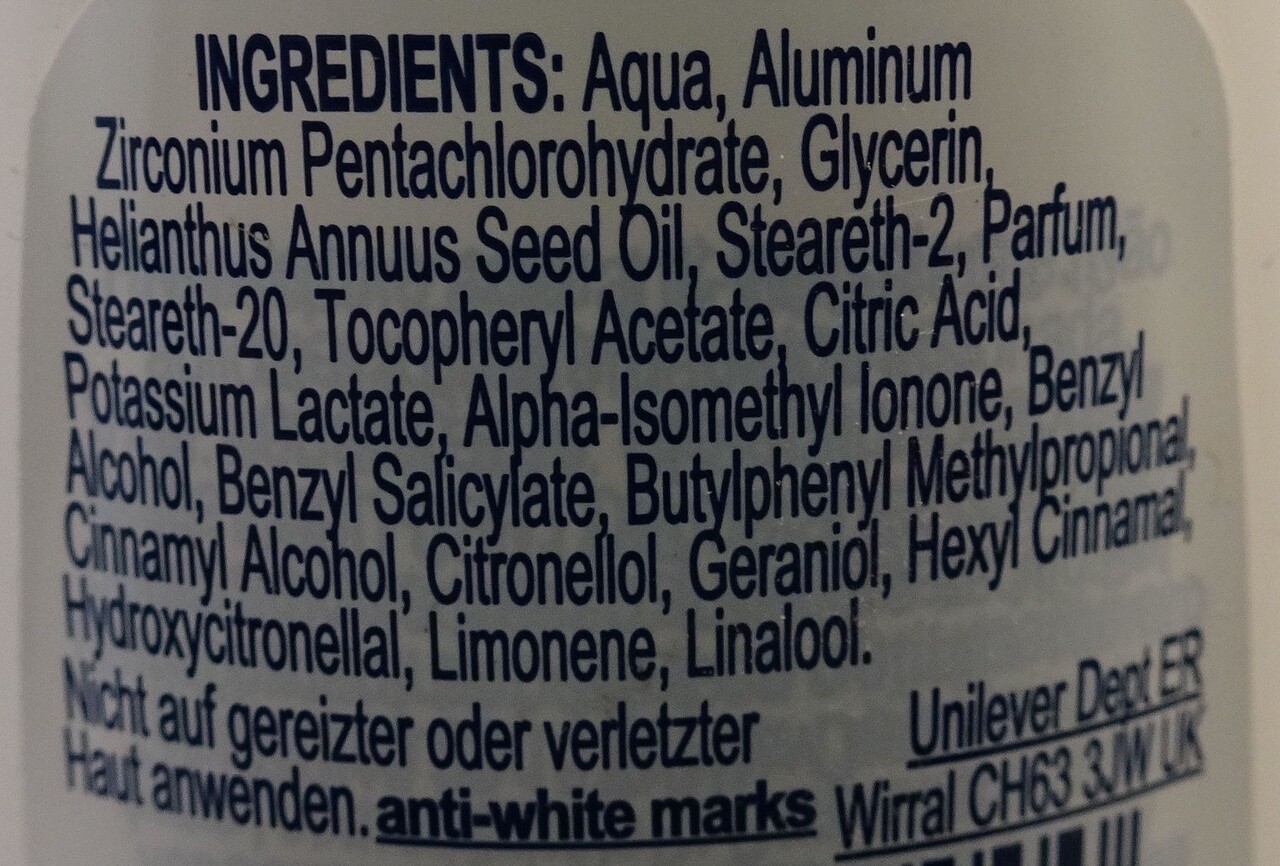 INGREDIENTS: Aqua, Aluminum
Zirconium Pentachlorohydrate, Glycerin,
Helianthus Annuus Seed Oil, Steareth-2, Parfum,
Steareth-20, Tocopheryl Acetate, Citric Acid,
Potassium Lactate, Alpha-Isomethyl Ionone, Benzyl
Alcohol, Benzyl Salicylate, Butylphenyl Methylpropional,
Cinnamyl Alcohol, Citronellol, Geraniol, Hexyl Cinnamal,
Hydroxycitronellal, Limonene, Linalool.
Nicht auf gereizter oder verletzter
Haut anwenden. anti-white marks
Unilever Dept ER
Wirral CH63 3JW UK